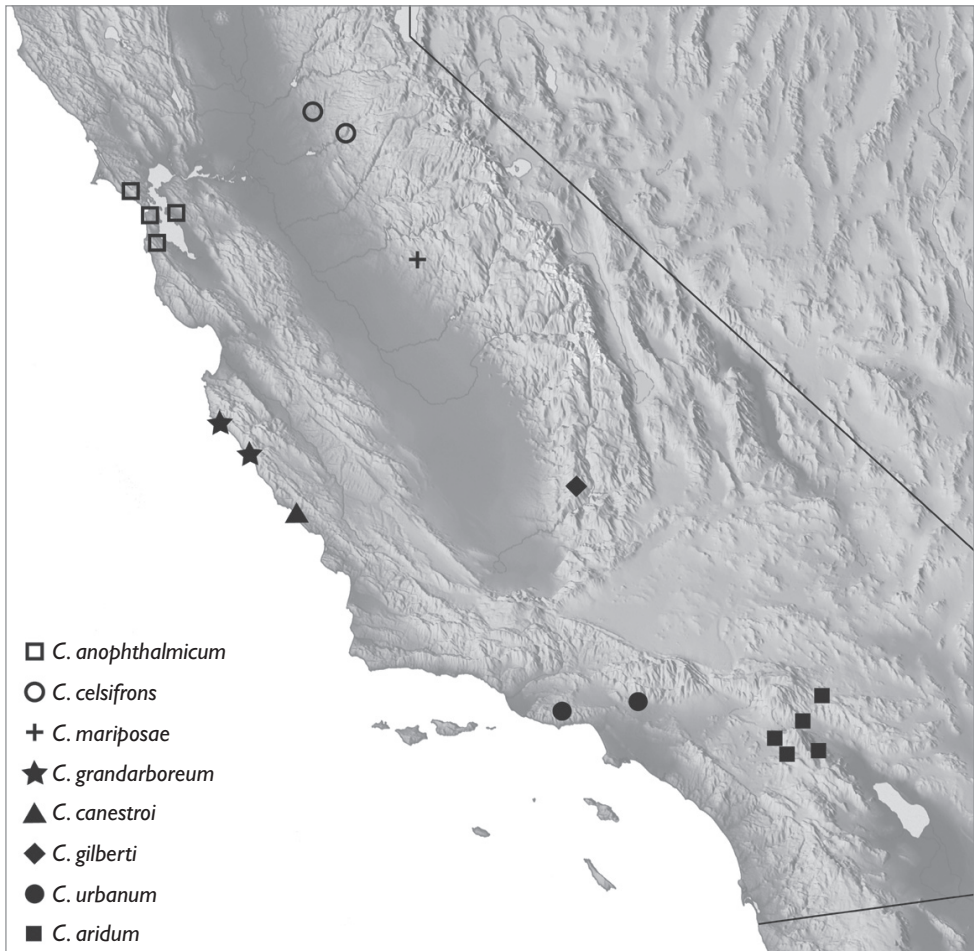 C. anophthalmicum
C. celsifrons
C. mariposae
C. grandarboreum
C. canestroi
C. gilberti
C. urbanum
C. aridum